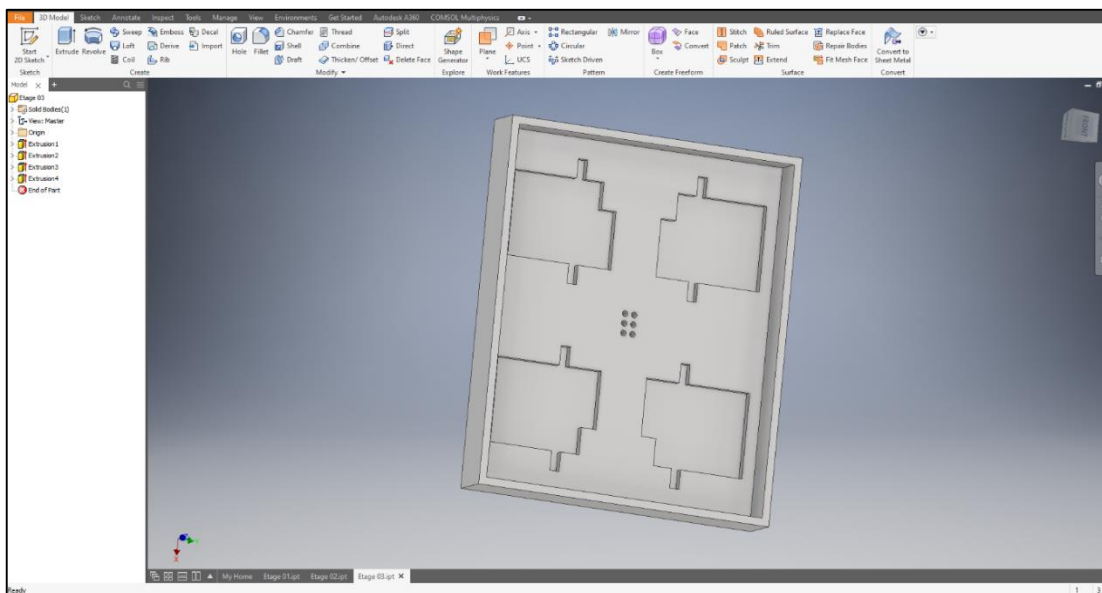 File 3D Model Sketch Annotate Inspect Tools Manage View Environments Get Started Autodesk A360 COMSOL Multiphysics
Start 2D Sketch Extrude Revolve Sweep Emboss Decal Hole Fillet Chamfer Thread Split Shape Generator Plane Axis Rectangular Mirror Box Face Stitch Ruled Surface Replace Face Convert to Sheet Metal
Loft Derive Import Shell Combine Direct Point Circular Convert Patch Trim Repair Bodies
Coil Rib Draft Thicken/ Offset Delete Face UCS Sketch Driven Sculpt Extend Fit Mesh Face
Sketch Create Modify Explore Work Features Pattern Create Freeform Surface Convert
Model
Etage 03
Solid Bodies(1)
View: Master
Origin
Extrusion1
Extrusion2
Extrusion3
Extrusion4
End of Part
FRONT
X
My Home Etage 01.ipt Etage 02.ipt Etage 03.ipt
Ready 1 3